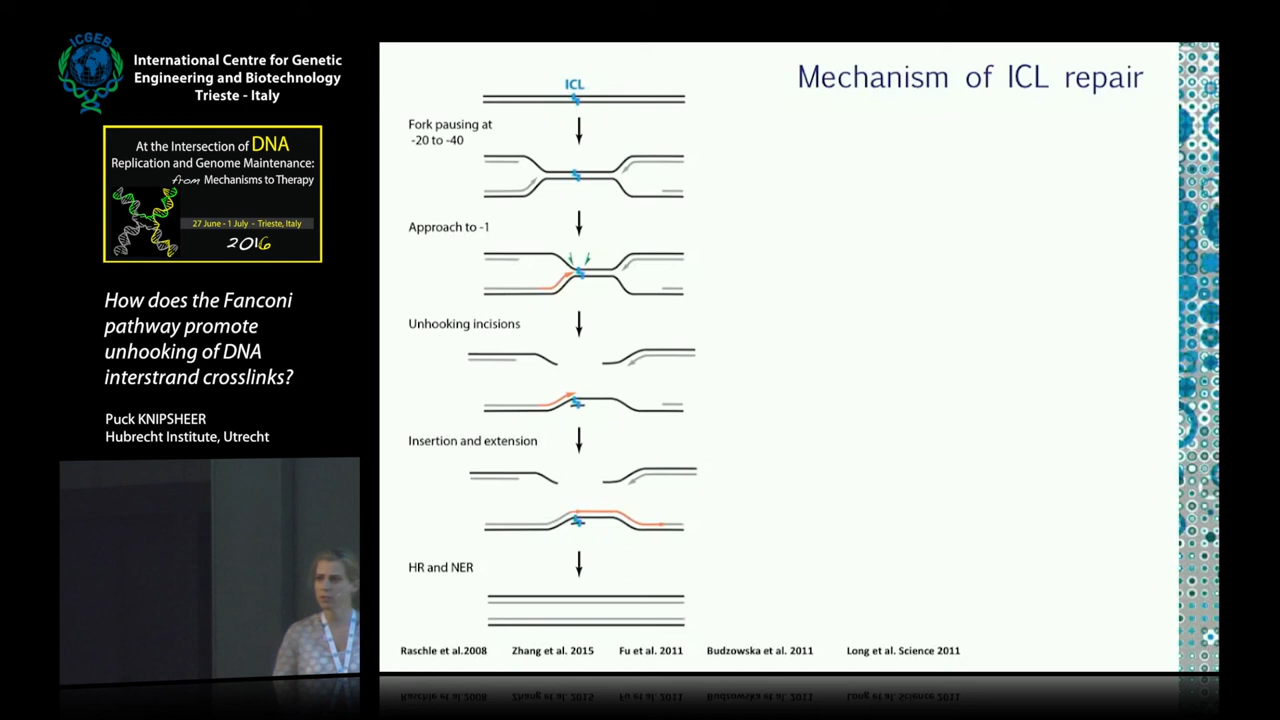 ICGEB
International Centre for Genetic
Engineering and Biotechnology
Trieste - Italy
At the Intersection of DNA
Replication and Genome Maintenance:
from Mechanisms to Therapy
27 June - 1 July - Trieste, Italy
2016
How does the Fanconi
pathway promote
unhooking of DNA
interstrand crosslinks?
Puck KNIPSHEER
Hubrecht Institute, Utrecht
Mechanism of ICL repair
ICL
Fork pausing at
-20 to -40
Approach to -1
Unhooking incisions
Insertion and extension
HR and NER
Raschle et al.2008 Zhang et al. 2015 Fu et al. 2011 Budzowska et al. 2011 Long et al. Science 2011